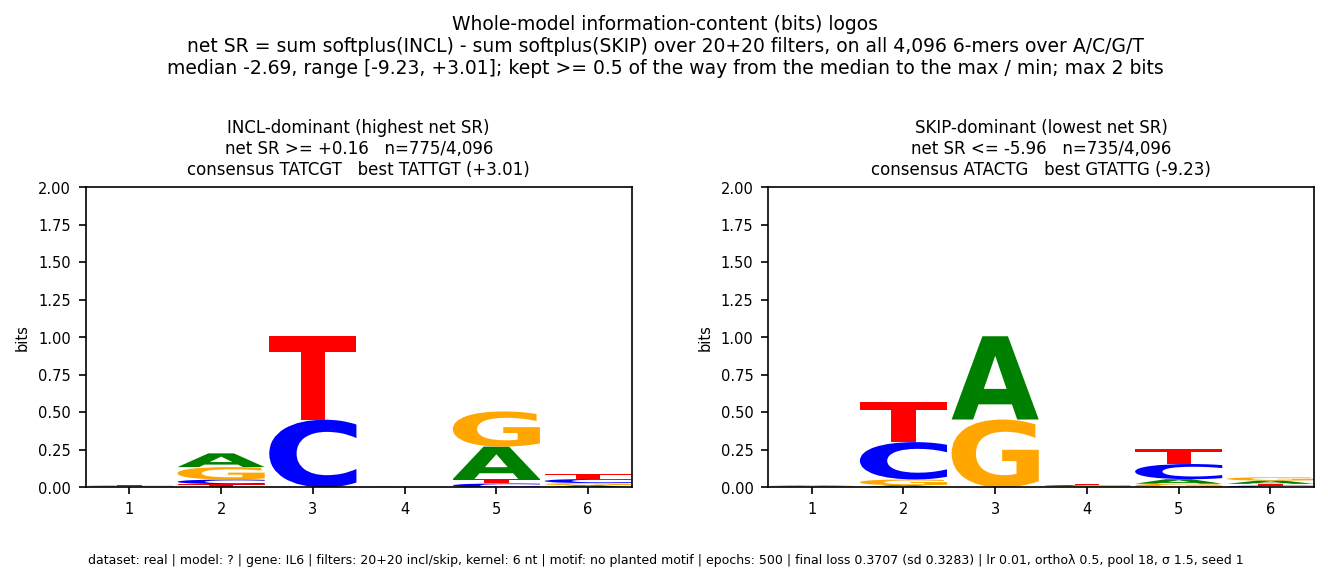 Whole-model information-content (bits) logos
net SR = sum softplus(INCL) - sum softplus(SKIP) over 20+20 filters, on all 4,096 6-mers over A/C/G/T
median -2.69, range [-9.23, +3.01]; kept >= 0.5 of the way from the median to the max / min; max 2 bits
INCL-dominant (highest net SR)
net SR >= +0.16   n=775/4,096
consensus TATCGT   best TATTGT (+3.01)
2.00
1.75
1.50
1.25
1.00
0.75
0.50
0.25
0.00
bits
A
G
C
T
T
C
G
A
T
C
T
C
1 2 3 4 5 6
SKIP-dominant (lowest net SR)
net SR <= -5.96   n=735/4,096
consensus ATACTG   best GTATTG (-9.23)
2.00
1.75
1.50
1.25
1.00
0.75
0.50
0.25
0.00
bits
T
C
G
A
G
T
C
A
G
A
1 2 3 4 5 6
dataset: real | model: ? | gene: IL6 | filters: 20+20 incl/skip, kernel: 6 nt | motif: no planted motif | epochs: 500 | final loss 0.3707 (sd 0.3283) | lr 0.01, orthoλ 0.5, pool 18, σ 1.5, seed 1